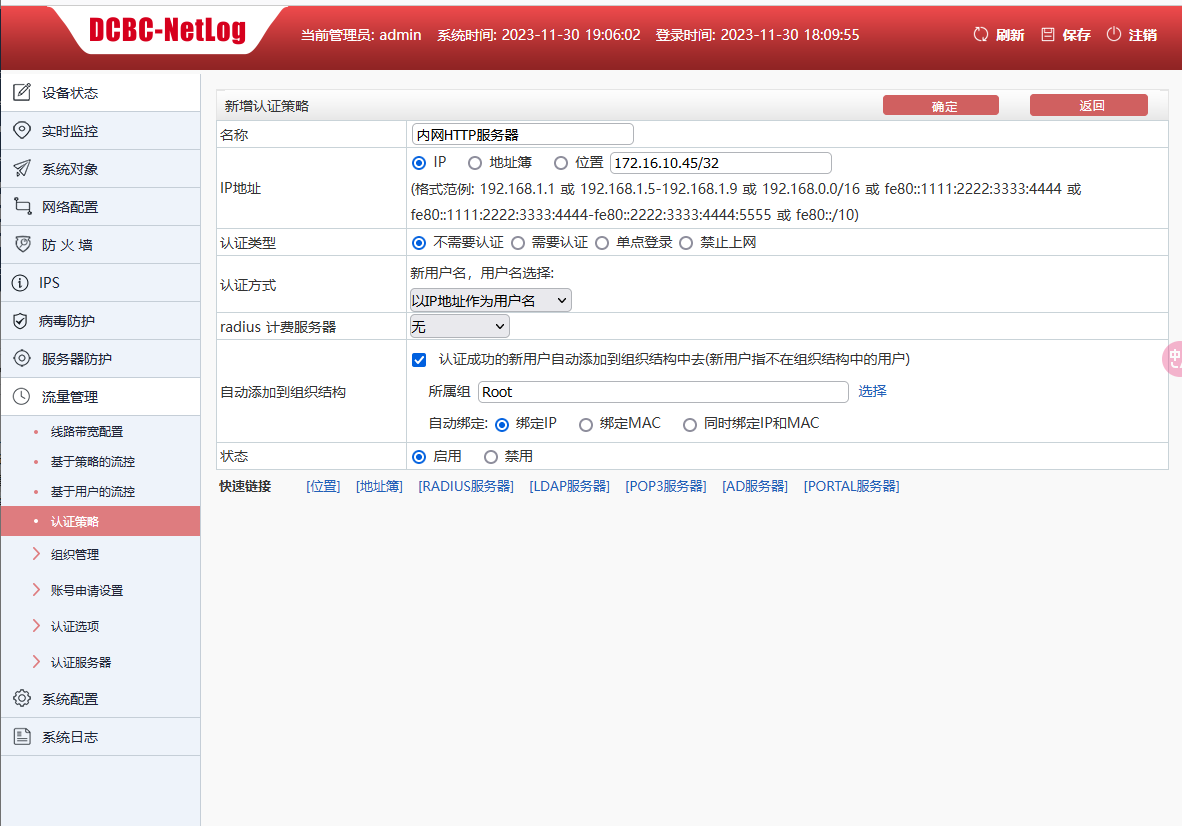 DCBC-NetLog 当前管理员: admin 系统时间: 2023-11-30 19:06:02 登录时间: 2023-11-30 18:09:55 刷新 保存 注销
设备状态
实时监控
系统对象
网络配置
防 火 墙
IPS
病毒防护
服务器防护
流量管理
线路带宽配置
基于策略的流控
基于用户的流控
认证策略
组织管理
账号申请设置
认证选项
认证服务器
系统配置
系统日志
新增认证策略 确定 返回
名称 内网HTTP服务器
IP地址 IP 地址簿 位置 172.16.10.45/32
(格式范例: 192.168.1.1 或 192.168.1.5-192.168.1.9 或 192.168.0.0/16 或 fe80::1111:2222:3333:4444 或
fe80::1111:2222:3333:4444-fe80::2222:3333:4444:5555 或 fe80::/10)
认证类型 不需要认证 需要认证 单点登录 禁止上网
认证方式 新用户名，用户名选择:
以IP地址作为用户名
radius 计费服务器 无
自动添加到组织结构 认证成功的新用户自动添加到组织结构中去(新用户指不在组织结构中的用户)
所属组 Root 选择
自动绑定: 绑定IP 绑定MAC 同时绑定IP和MAC
状态 启用 禁用
快速链接 [位置] [地址簿] [RADIUS服务器] [LDAP服务器] [POP3服务器] [AD服务器] [PORTAL服务器]
中